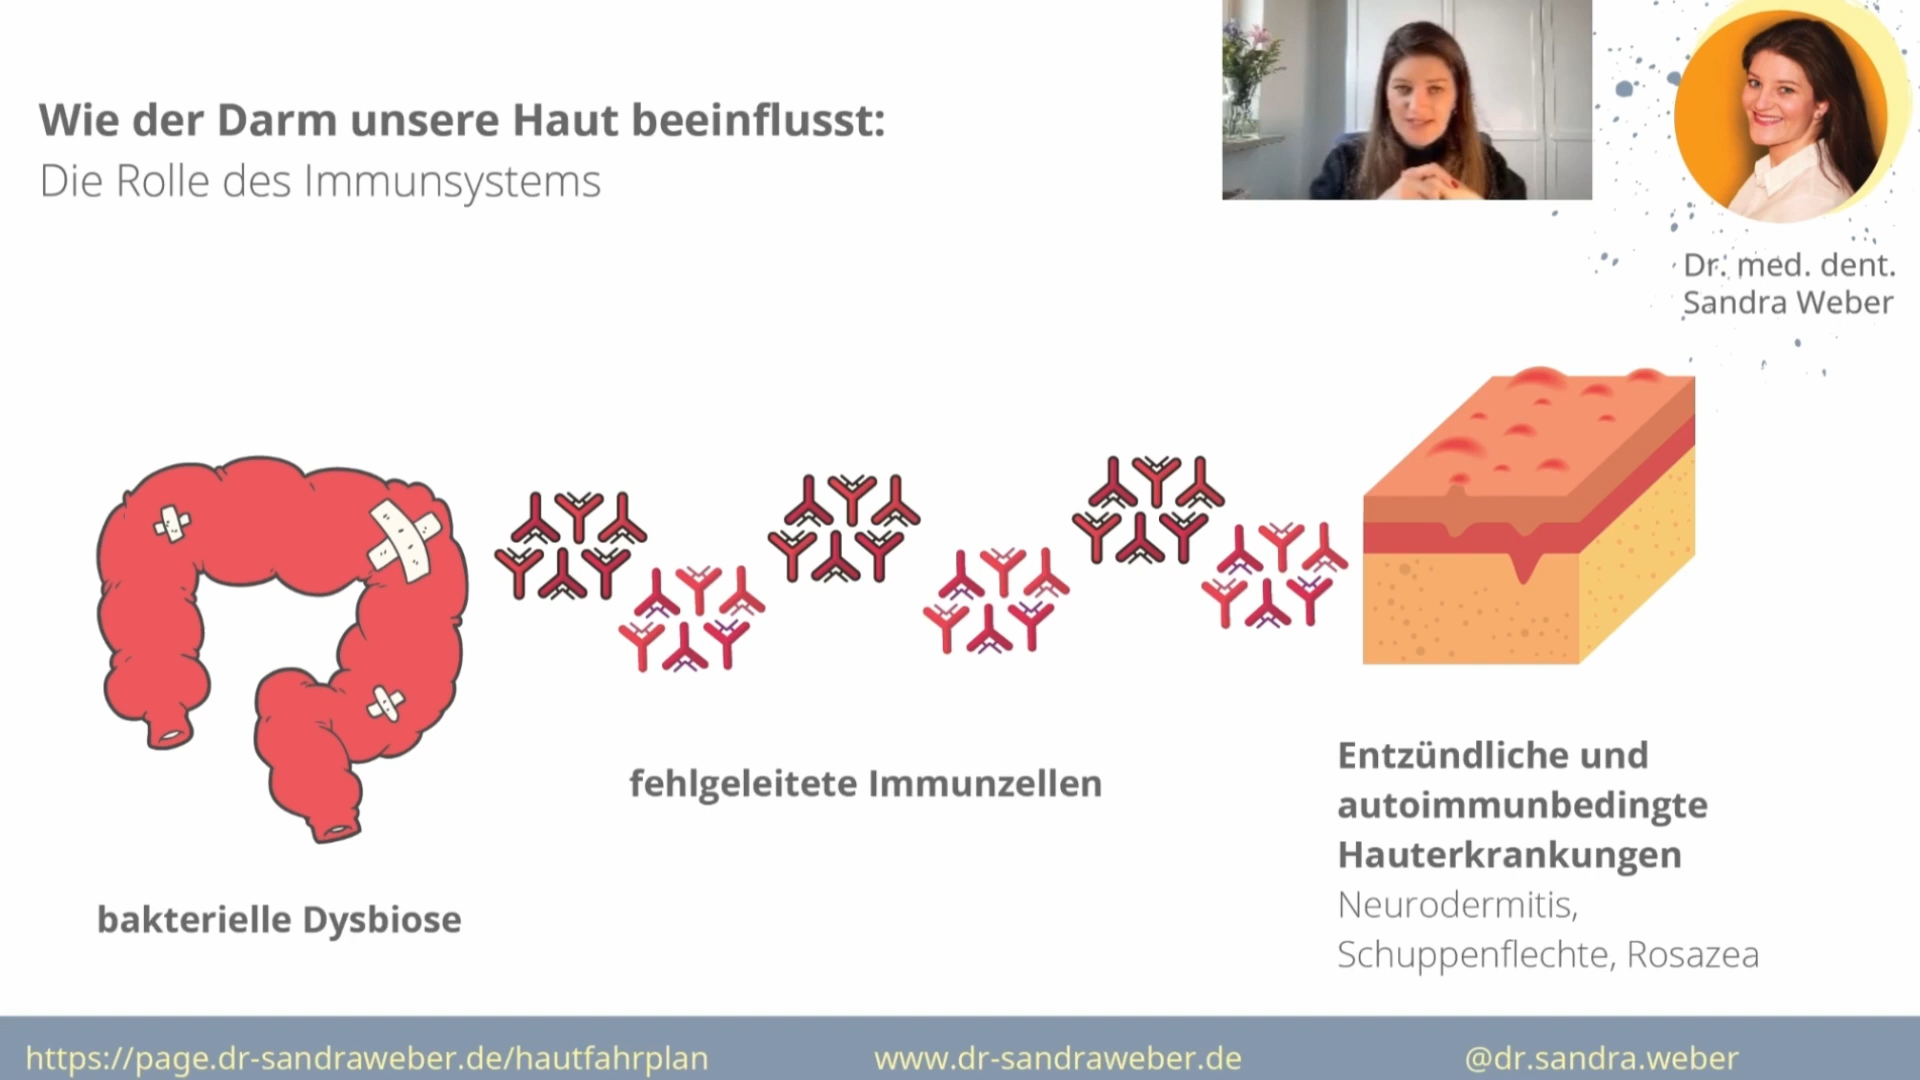 Wie der Darm unsere Haut beeinflusst:
Die Rolle des Immunsystems
Dr. med. dent.
Sandra Weber
fehlgeleitete Immunzellen
bakterielle Dysbiose
Entzündliche und
autoimmunbedingte
Hauterkrankungen
Neurodermitis,
Schuppenflechte, Rosazea
https://page.dr-sandraweber.de/hautfahrplan
www.dr-sandraweber.de
@dr.sandra.weber